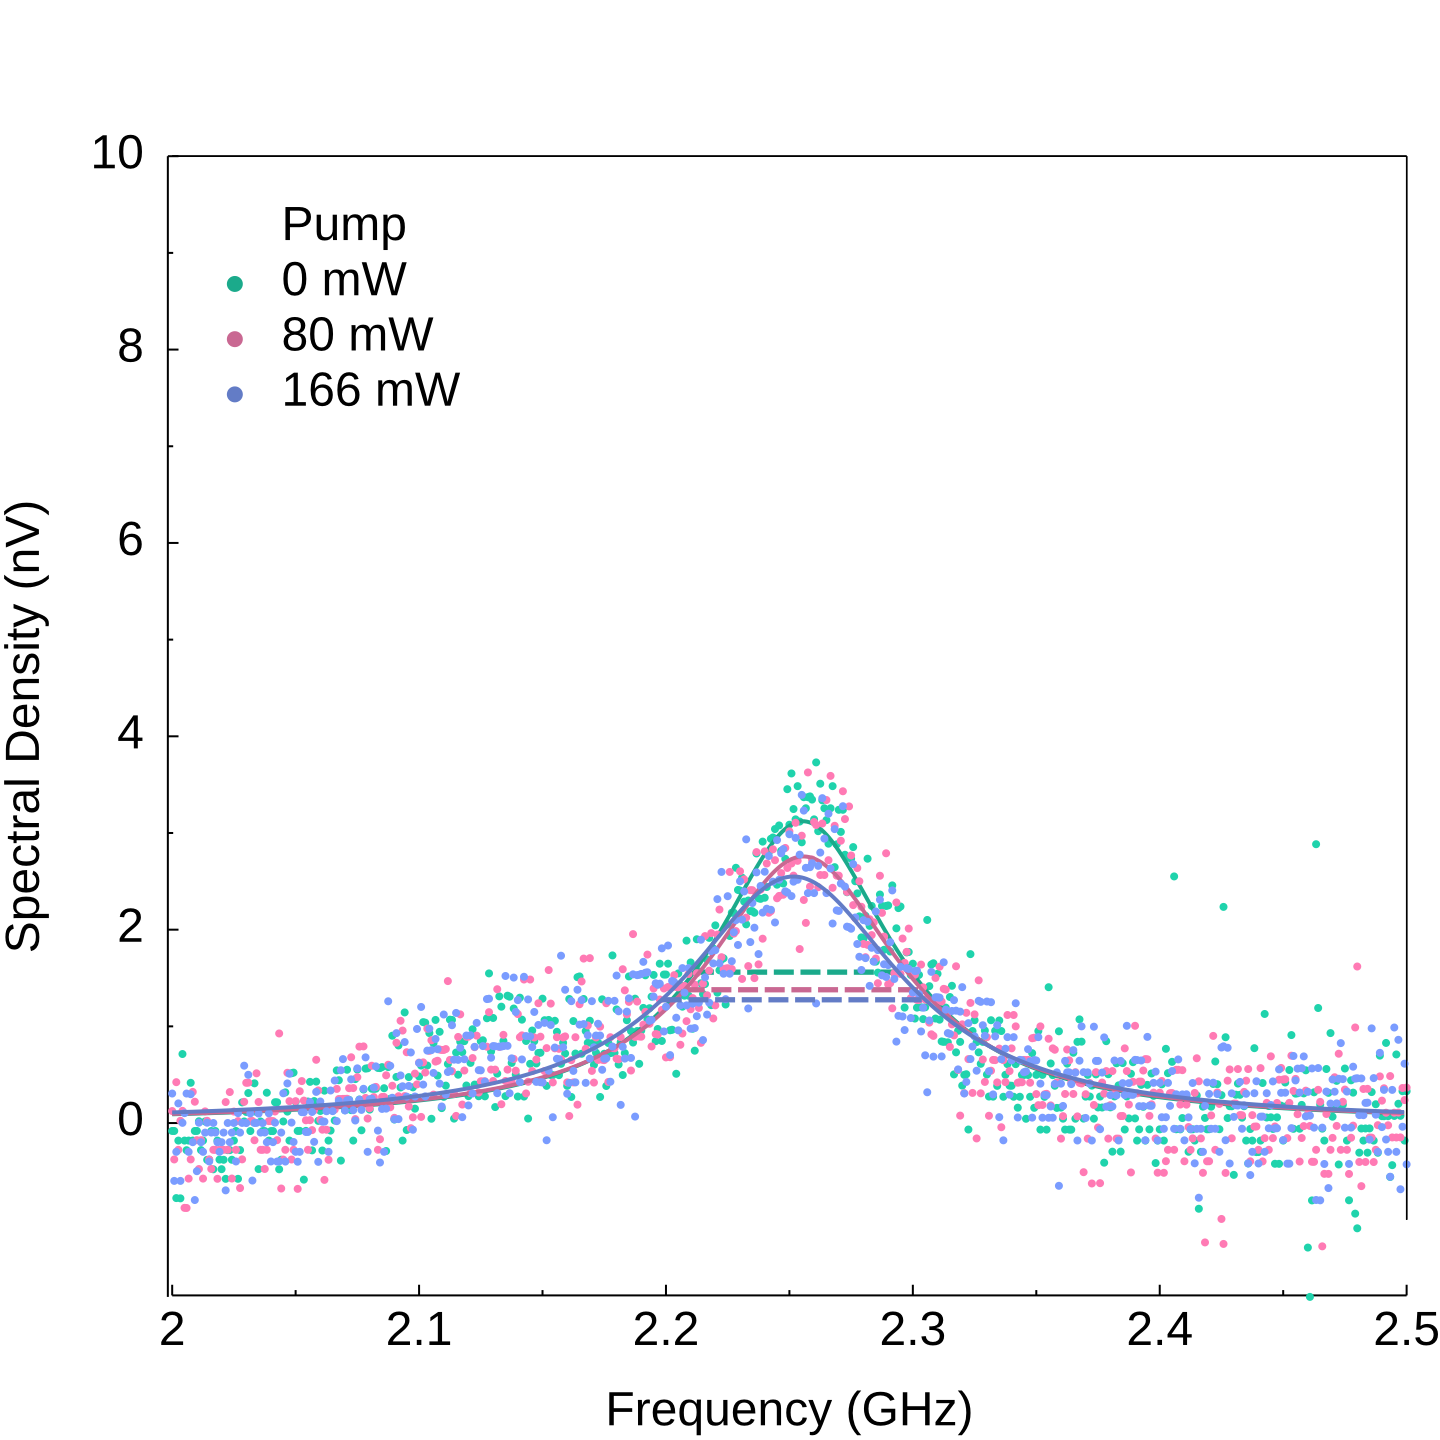 10
8
6
4
2
0
Spectral Density (nV)
Pump
0 mW
80 mW
166 mW
2 2.1 2.2 2.3 2.4 2.5
Frequency (GHz)